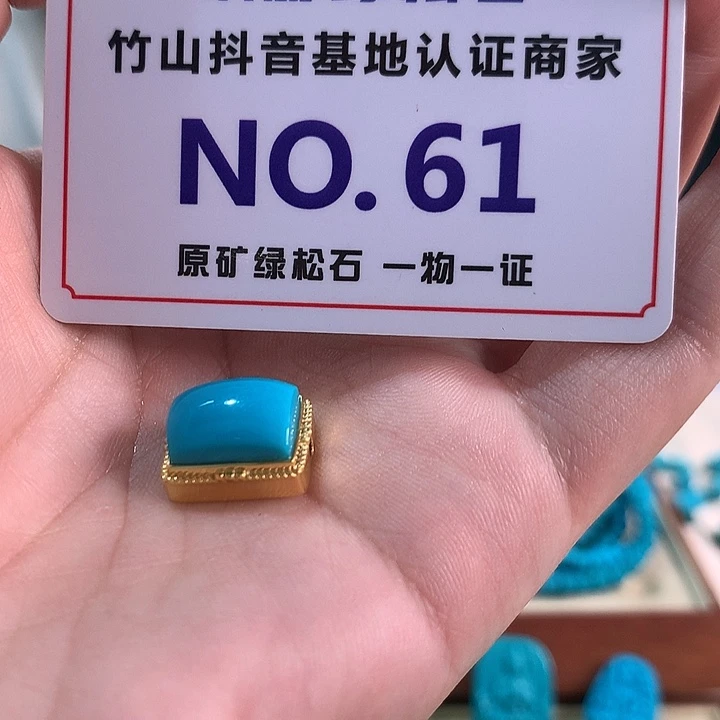 竹山抖音基地认证商家
NO. 61
原矿绿松石 一物一证